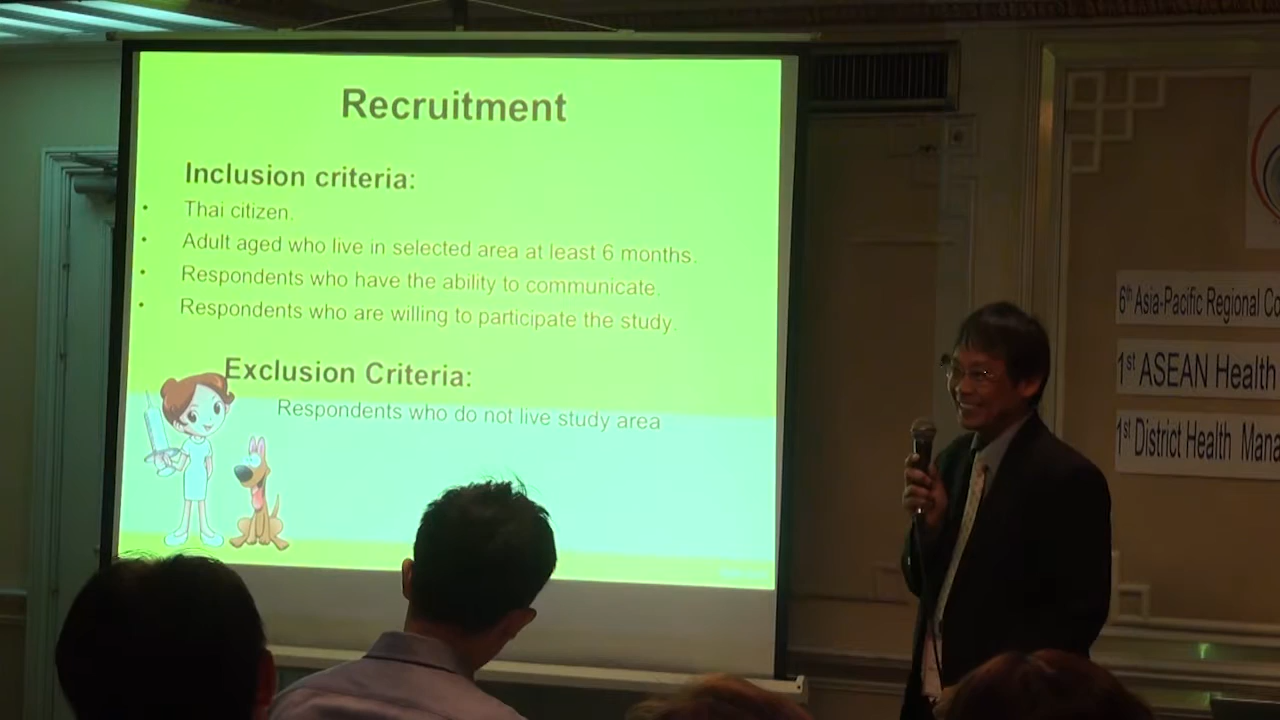 Recruitment
Inclusion criteria:
• Thai citizen.
• Adult aged who live in selected area at least 6 months.
• Respondents who have the ability to communicate.
• Respondents who are willing to participate the study.
Exclusion Criteria:
Respondents who do not live study area
6th Asia-Pacific Regional
1st ASEAN Health
1st District Health